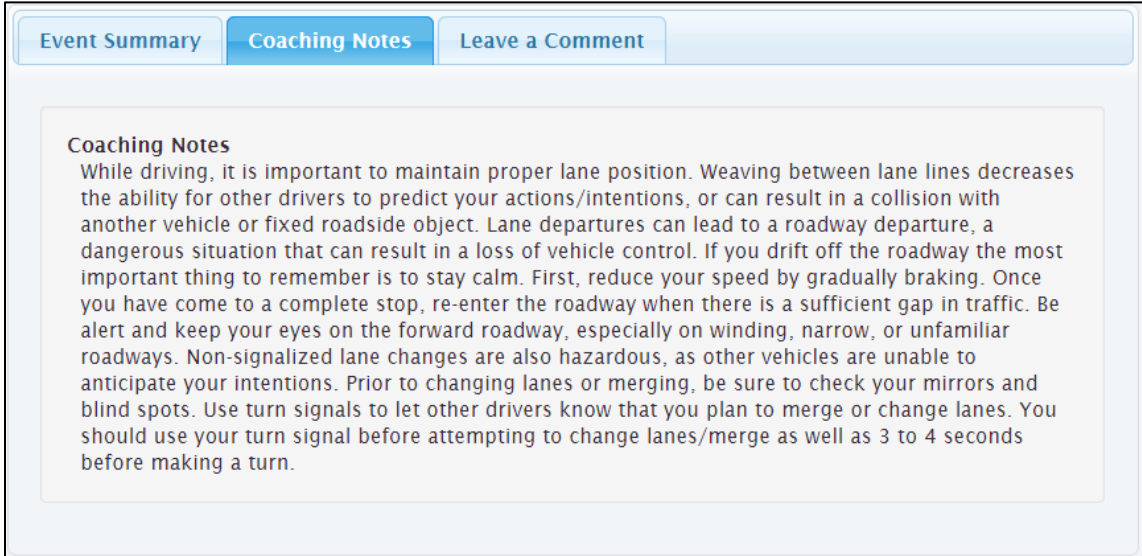 Event Summary
Coaching Notes
Leave a Comment
Coaching Notes
While driving, it is important to maintain proper lane position. Weaving between lane lines decreases
the ability for other drivers to predict your actions/intentions, or can result in a collision with
another vehicle or fixed roadside object. Lane departures can lead to a roadway departure, a
dangerous situation that can result in a loss of vehicle control. If you drift off the roadway the most
important thing to remember is to stay calm. First, reduce your speed by gradually braking. Once
you have come to a complete stop, re-enter the roadway when there is a sufficient gap in traffic. Be
alert and keep your eyes on the forward roadway, especially on winding, narrow, or unfamiliar
roadways. Non-signalized lane changes are also hazardous, as other vehicles are unable to
anticipate your intentions. Prior to changing lanes or merging, be sure to check your mirrors and
blind spots. Use turn signals to let other drivers know that you plan to merge or change lanes. You
should use your turn signal before attempting to change lanes/merge as well as 3 to 4 seconds
before making a turn.